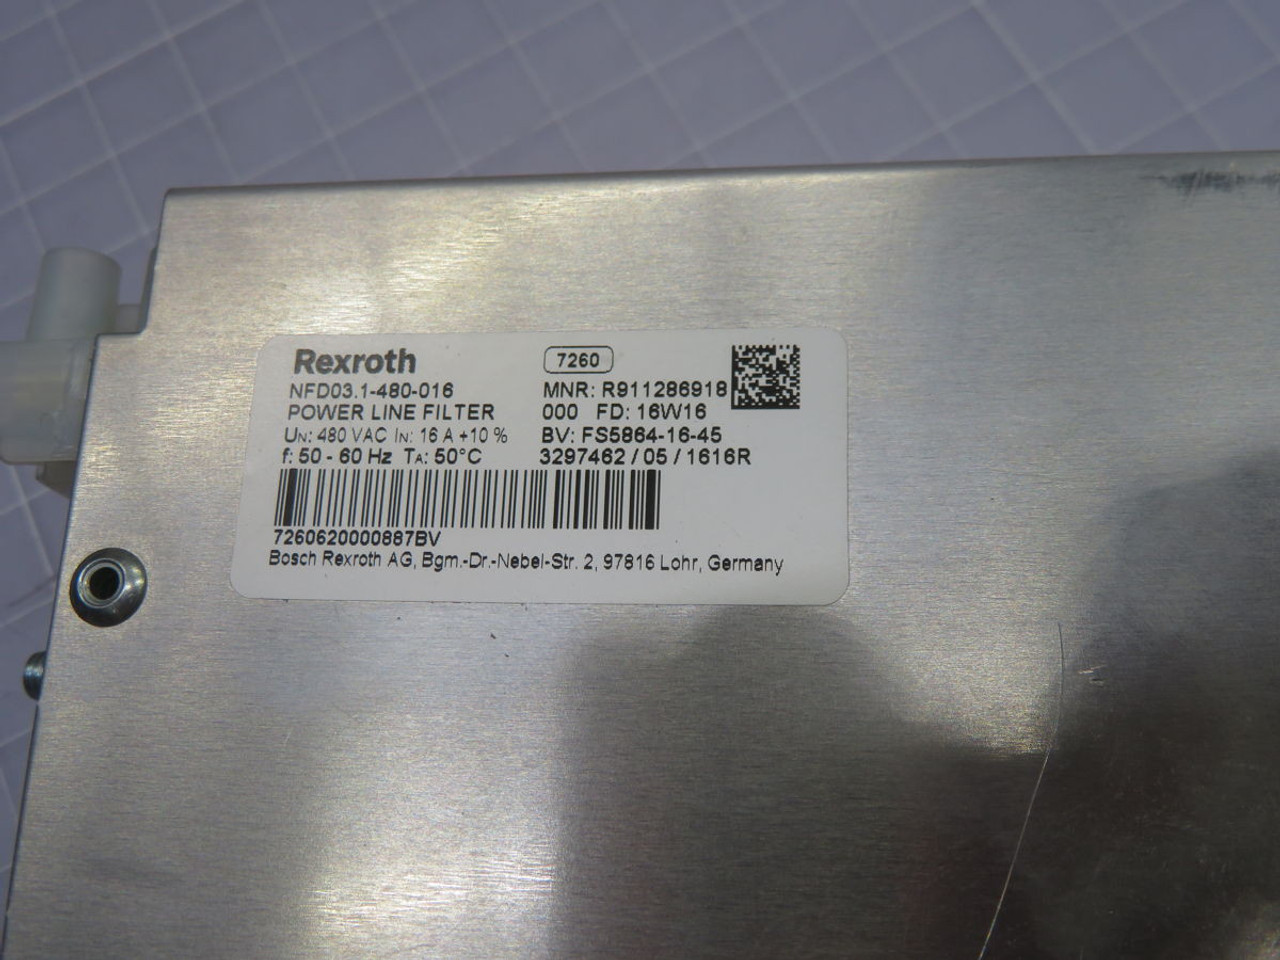 Rexroth 7260
NFD03.1-480-016 MNR: R911286918
POWER LINE FILTER 000 FD: 16W16
UN: 480 VAC IN: 16 A +10 % BV: FS5864-16-45
f: 50 - 60 Hz TA: 50°C 3297462 / 05 / 1616R
7260620000887BV
Bosch Rexroth AG, Bgm.-Dr.-Nebel-Str. 2, 97816 Lohr, Germany